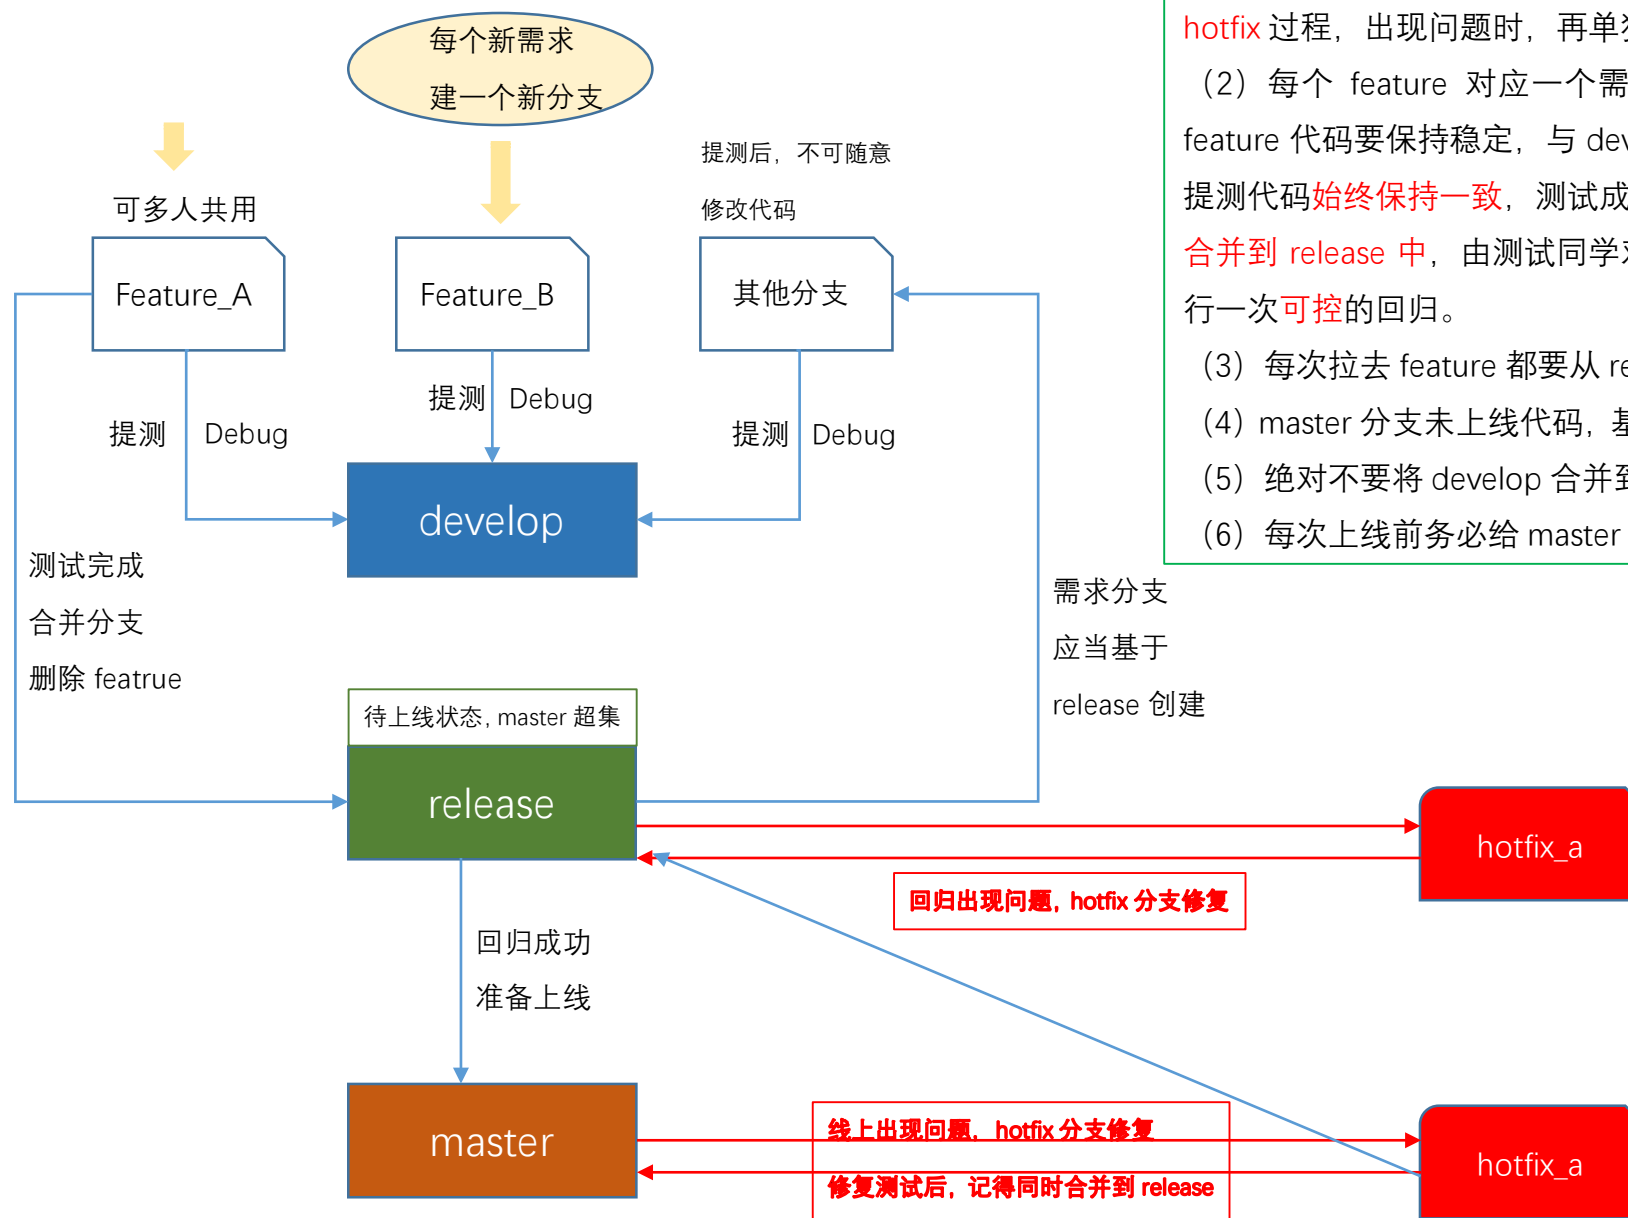 每个新需求
建一个新分支
可多人共用
提测后，不可随意
修改代码
Feature_A
Feature_B
其他分支
提测 Debug
提测 Debug
提测 Debug
develop
测试完成
合并分支
删除 featrue
需求分支
应当基于
release 创建
待上线状态, master 超集
release
hotfix_a
回归出现问题, hotfix 分支修复
回归成功
准备上线
master
线上出现问题, hotfix 分支修复
修复测试后, 记得同时合并到 release
hotfix_a
hotfix 过程，出现问题时，再单
（2）每个 feature 对应一个需
feature 代码要保持稳定，与 dev
提测代码始终保持一致，测试成
合并到 release 中，由测试同学
行一次可控的回归。
（3）每次拉去 feature 都要从 re
（4）master 分支未上线代码，
（5）绝对不要将 develop 合并到
（6）每次上线前务必给 master